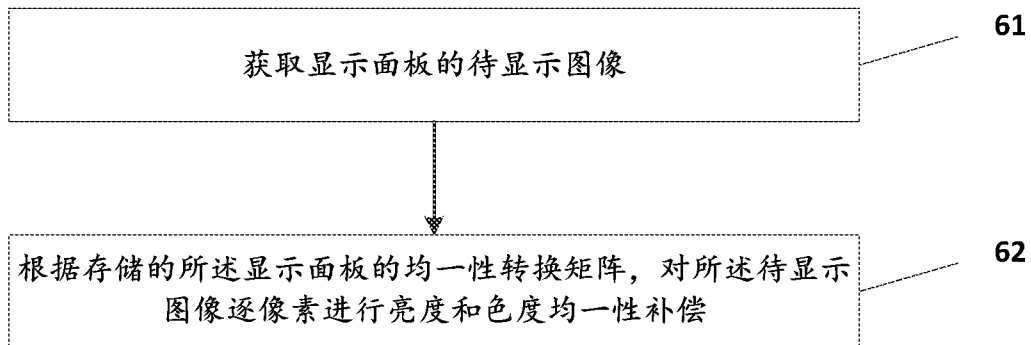 61
获取显示面板的待显示图像
62
根据存储的所述显示面板的均一性转换矩阵，对所述待显示
图像逐像素进行亮度和色度均一性补偿